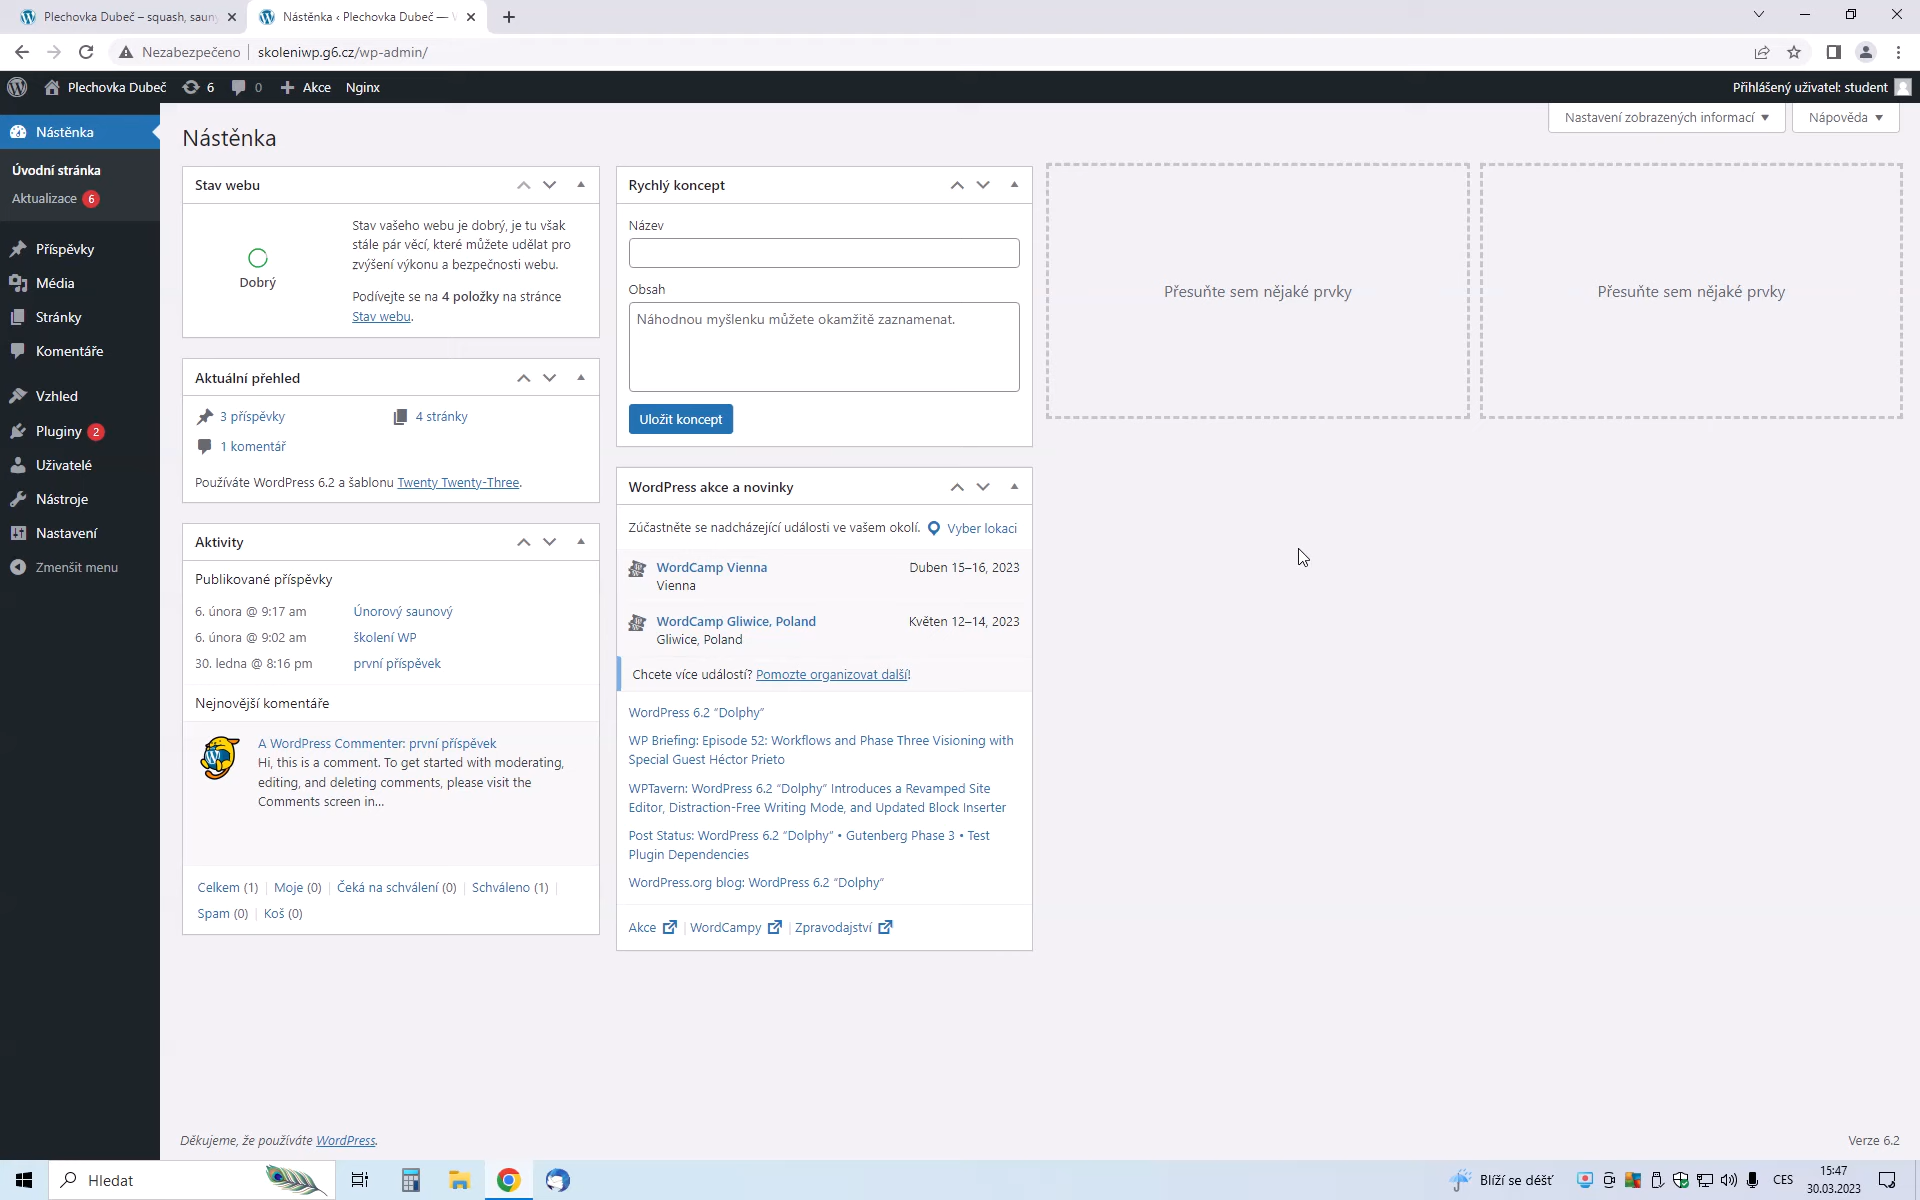 Plechovka Dubeč – squash, sauny
Nástěnka ‹ Plechovka Dubeč —
Nezabezpečeno
skoleniwp.g6.cz/wp-admin/
Plechovka Dubeč
6
0
Akce
Nginx
Přihlášený uživatel: student
Nástěnka
Úvodní stránka
Aktualizace 6
Příspěvky
Média
Stránky
Komentáře
Vzhled
Pluginy 2
Uživatelé
Nástroje
Nastavení
Zmenšit menu
Nastavení zobrazených informací
Nápověda
Nástěnka
Stav webu
Dobrý
Stav vašeho webu je dobrý, je tu však
stále pár věcí, které můžete udělat pro
zvýšení výkonu a bezpečnosti webu.
Podívejte se na 4 položky na stránce
Stav webu.
Aktuální přehled
3 příspěvky
4 stránky
1 komentář
Používáte WordPress 6.2 a šablonu Twenty Twenty-Three.
Aktivity
Publikované příspěvky
6. února @ 9:17 am Únorový saunový
6. února @ 9:02 am školení WP
30. ledna @ 8:16 pm první příspěvek
Nejnovější komentáře
A WordPress Commenter: první příspěvek
Hi, this is a comment. To get started with moderating,
editing, and deleting comments, please visit the
Comments screen in...
Celkem (1) | Moje (0) | Čeká na schválení (0) | Schváleno (1) |
Spam (0) | Koš (0)
Rychlý koncept
Název
Obsah
Náhodnou myšlenku můžete okamžitě zaznamenat.
Uložit koncept
WordPress akce a novinky
Zúčastněte se nadcházející události ve vašem okolí. Vyber lokaci
WordCamp Vienna Duben 15–16, 2023
Vienna
WordCamp Gliwice, Poland Květen 12–14, 2023
Gliwice, Poland
Chcete více událostí? Pomozte organizovat další!
WordPress 6.2 “Dolphy”
WP Briefing: Episode 52: Workflows and Phase Three Visioning with
Special Guest Héctor Prieto
WPTavern: WordPress 6.2 “Dolphy” Introduces a Revamped Site
Editor, Distraction-Free Writing Mode, and Updated Block Inserter
Post Status: WordPress 6.2 “Dolphy” • Gutenberg Phase 3 • Test
Plugin Dependencies
WordPress.org blog: WordPress 6.2 “Dolphy”
Akce | WordCampy | Zpravodajství
Přesuňte sem nějaké prvky
Přesuňte sem nějaké prvky
Děkujeme, že používáte WordPress.
Verze 6.2
Hledat
Blíží se déšť
CES
15:47
30.03.2023